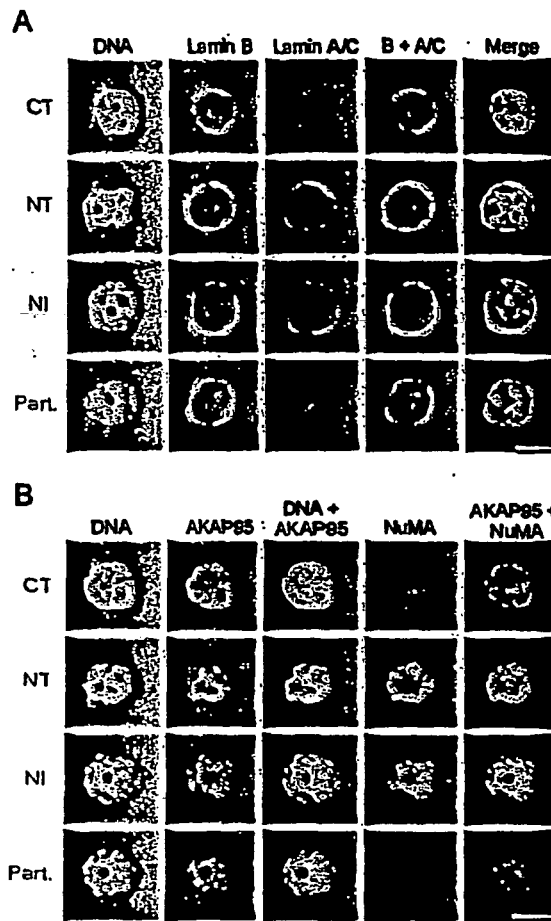 A
DNA Lamin B Lamin A/C B + A/C Merge
CT
NT
NI
Part.
B
DNA AKAP95 DNA + AKAP95 NuMA AKAP95 + NuMA
CT
NT
NI
Part.